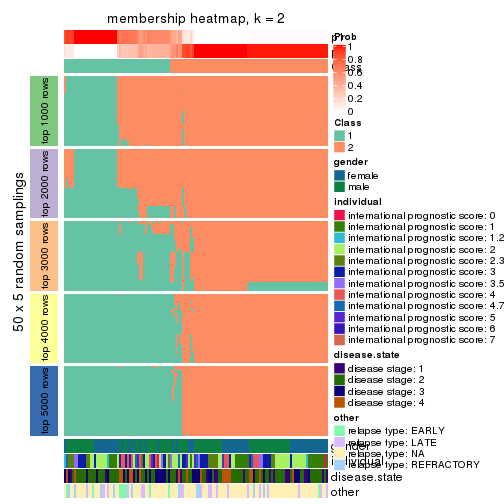 membership heatmap, k = 2
50 x 5 random samplings
top 1000 rows
top 2000 rows
top 3000 rows
top 4000 rows
top 5000 rows
p1
p2
Class
gender
individual
disease.state
other
Prob
1
0.8
0.6
0.4
0.2
0
Class
1
2
gender
female
male
individual
international prognostic score: 0
international prognostic score: 1
international prognostic score: 1.2
international prognostic score: 2
international prognostic score: 2.3
international prognostic score: 3
international prognostic score: 3.5
international prognostic score: 4
international prognostic score: 4.7
international prognostic score: 5
international prognostic score: 6
international prognostic score: 7
disease.state
disease stage: 1
disease stage: 2
disease stage: 3
disease stage: 4
other
relapse type: EARLY
relapse type: LATE
relapse type: NA
relapse type: REFRACTORY